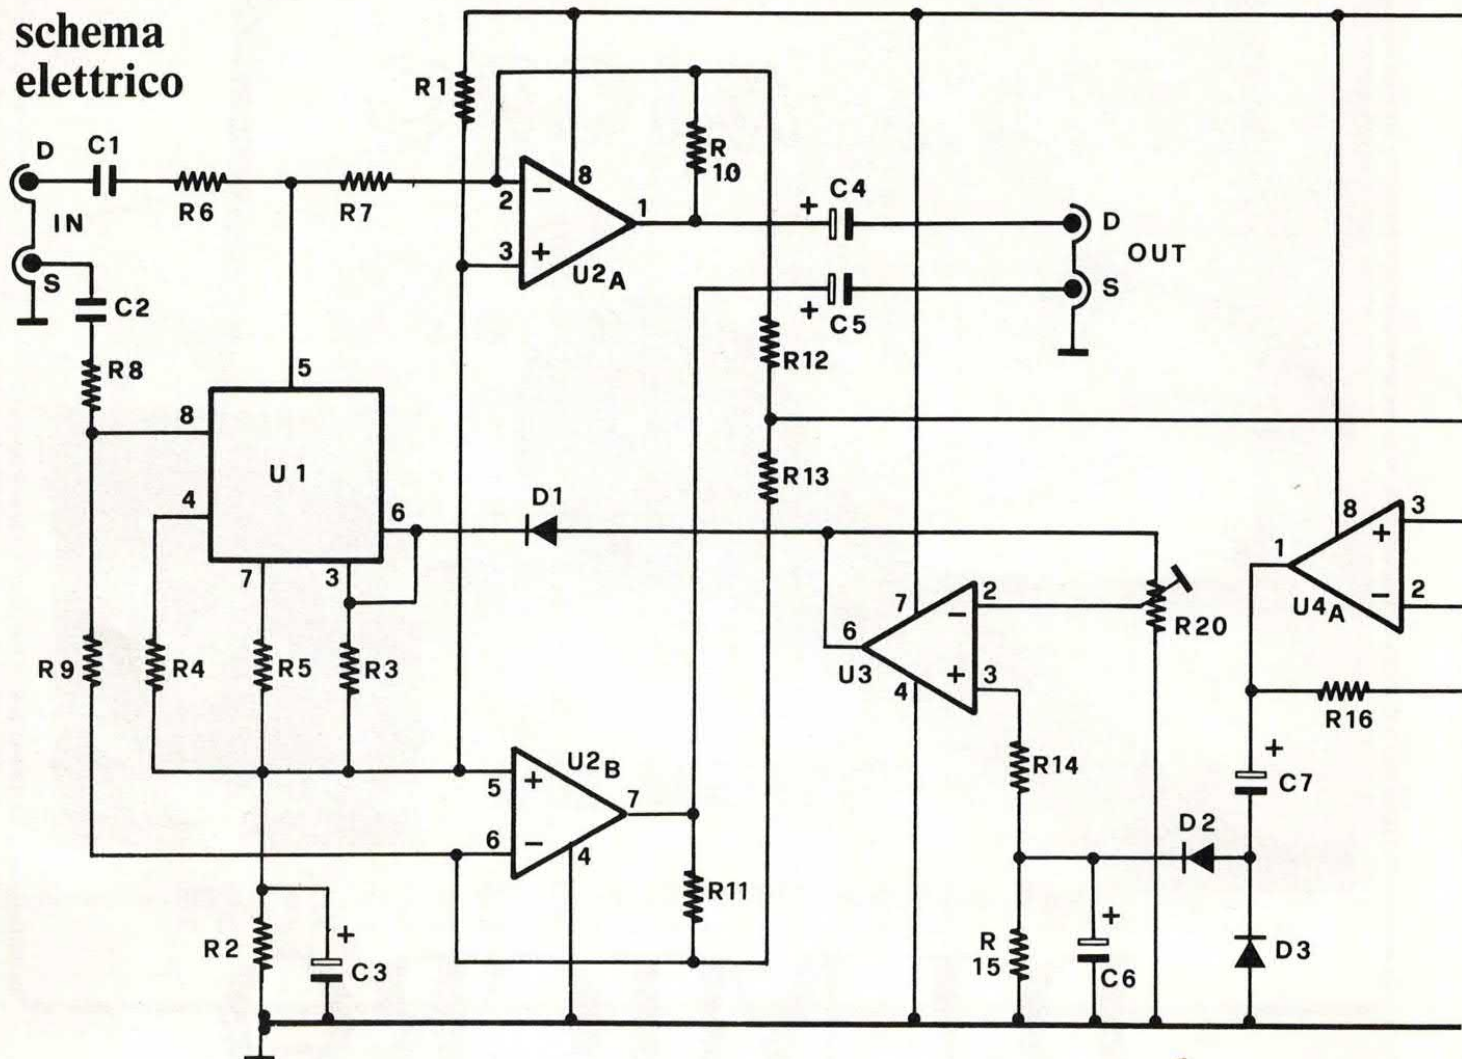 schema
elettrico
R1
D
C1
R6
R7
IN
S
C2
R8
2
−
3
+
8
1
U2A
R
10
+
C4
D
OUT
S
+
C5
R12
5
8
U1
4
6
7
3
D1
R13
8
3
+
1
U4A
−
2
7
2
−
6
U3
+
3
4
R20
R9
R4
R5
R3
R16
5
+
U2B
7
6
−
4
R14
+
C7
D2
R11
R2
+
C3
R
15
+
C6
D3